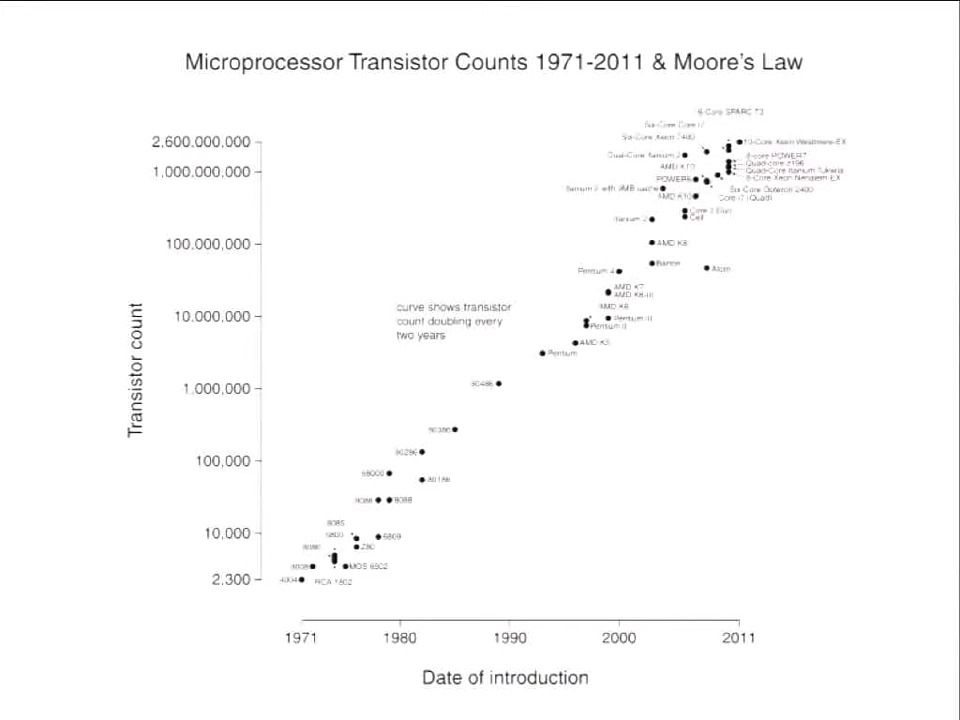 Microprocessor Transistor Counts 1971-2011 & Moore's Law
Transistor count
2,600,000,000
1,000,000,000
100,000,000
10,000,000
1,000,000
100,000
10,000
2,300
curve shows transistor
count doubling every
two years
Six-Core Core i7
Six-Core Xeon 7400
Dual-Core Itanium 2
AMD K10
POWER6
Itanium 2 with 9MB cache
AMD K10
Itanium 2
10-Core Xeon Westmere-EX
8-core POWER7
Quad-core z196
Quad-Core Itanium Tukwila
8-Core Xeon Nehalem-EX
Six-Core Opteron 2400
Core i7 (Quad)
Core 2 Duo
Cell
AMD K8
Barton
Atom
Pentium 4
AMD K7
AMD K6-III
AMD K6
Pentium III
Pentium II
AMD K5
Pentium
80486
80386
80286
68000
80186
8086
8088
8085
6800
6809
8080
Z80
8008
MOS 6502
4004
RCA 1802
1971
1980
1990
2000
2011
Date of introduction